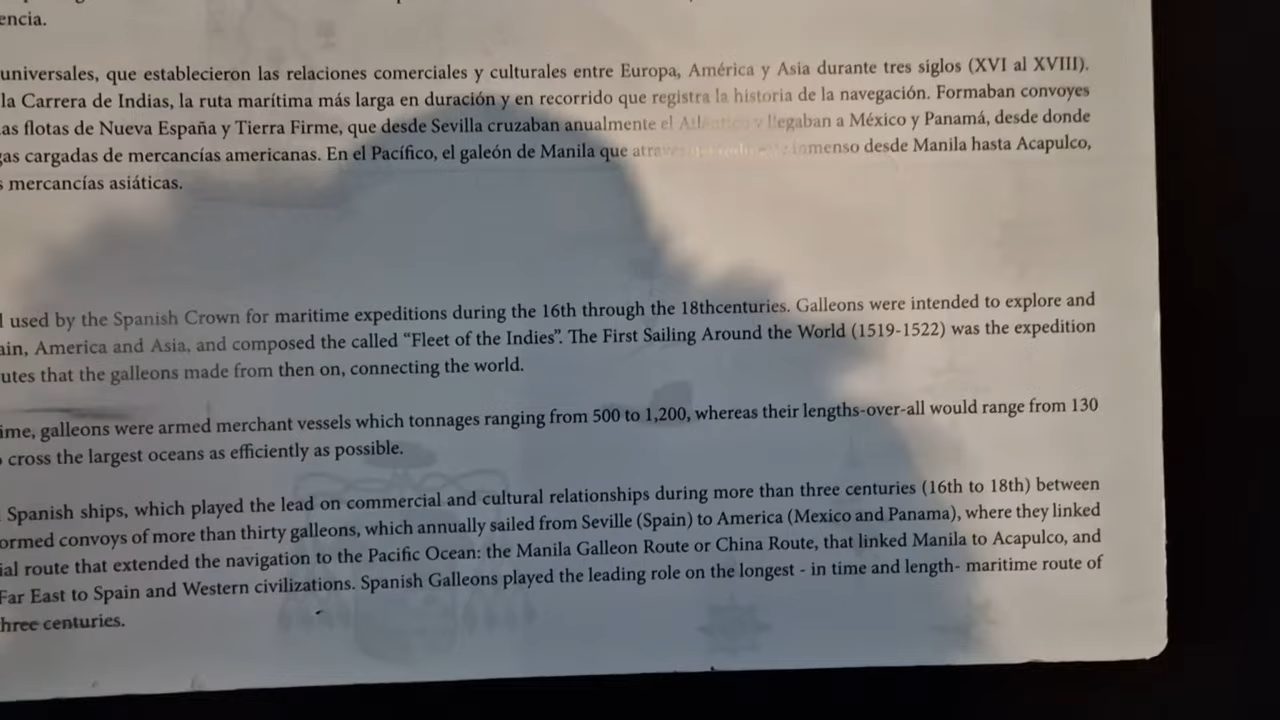 encia.
universales, que establecieron las relaciones comerciales y culturales entre Europa, América y Asia durante tres siglos (XVI al XVIII).
la Carrera de Indias, la ruta marítima más larga en duración y en recorrido que registra la historia de la navegación. Formaban convoyes
as flotas de Nueva España y Tierra Firme, que desde Sevilla cruzaban anualmente el Atlántico y llegaban a México y Panamá, desde donde
gas cargadas de mercancías americanas. En el Pacífico, el galeón de Manila que inmenso desde Manila hasta Acapulco,
s mercancías asiáticas.
l used by the Spanish Crown for maritime expeditions during the 16th through the 18thcenturies. Galleons were intended to explore and
ain, America and Asia, and composed the called “Fleet of the Indies”. The First Sailing Around the World (1519-1522) was the expedition
utes that the galleons made from then on, connecting the world.
ime, galleons were armed merchant vessels which tonnages ranging from 500 to 1,200, whereas their lengths-over-all would range from 130
cross the largest oceans as efficiently as possible.
Spanish ships, which played the lead on commercial and cultural relationships during more than three centuries (16th to 18th) between
ormed convoys of more than thirty galleons, which annually sailed from Seville (Spain) to America (Mexico and Panama), where they linked
ial route that extended the navigation to the Pacific Ocean: the Manila Galleon Route or China Route, that linked Manila to Acapulco, and
Far East to Spain and Western civilizations. Spanish Galleons played the leading role on the longest - in time and length- maritime route of
hree centuries.